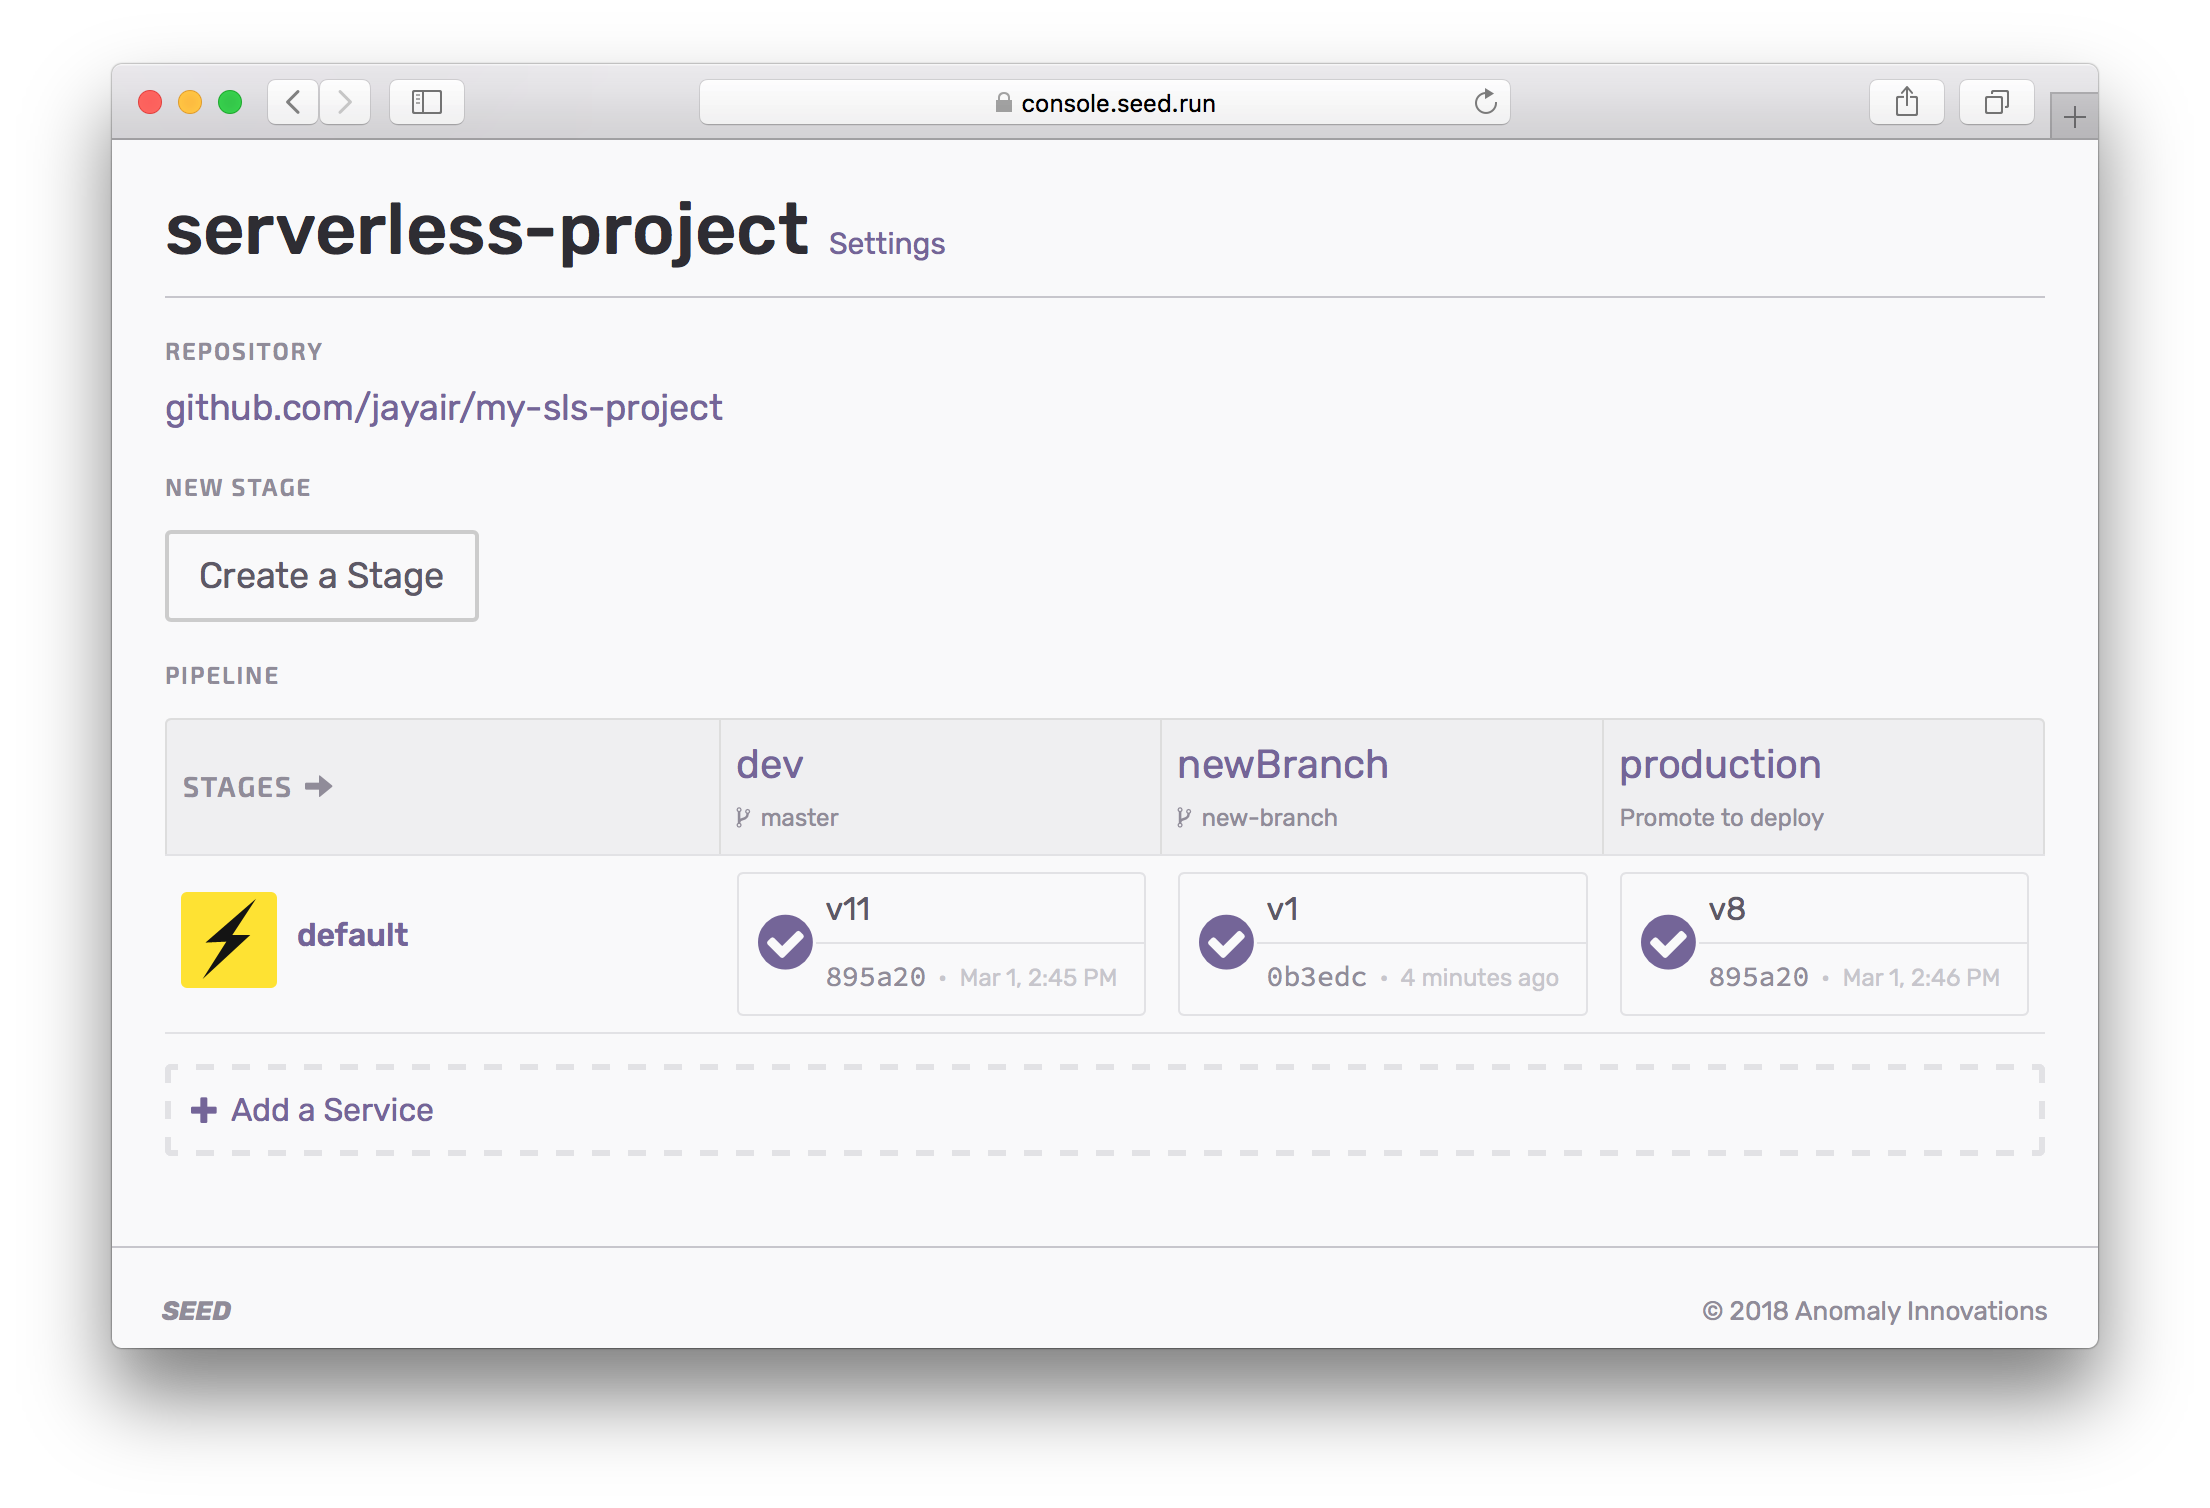 console.seed.run
serverless-project Settings
REPOSITORY
github.com/jayair/my-sls-project
NEW STAGE
Create a Stage
PIPELINE
STAGES
dev
master
newBranch
new-branch
production
Promote to deploy
default
v11
895a20 • Mar 1, 2:45 PM
v1
0b3edc • 4 minutes ago
v8
895a20 • Mar 1, 2:46 PM
Add a Service
SEED
© 2018 Anomaly Innovations